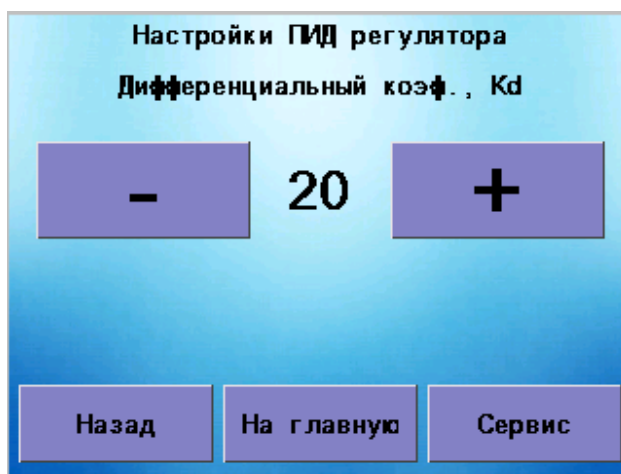 Настройки ПИД регулятора
Дифференциальный коэф., Kd
- 20 +
Назад На главную Сервис